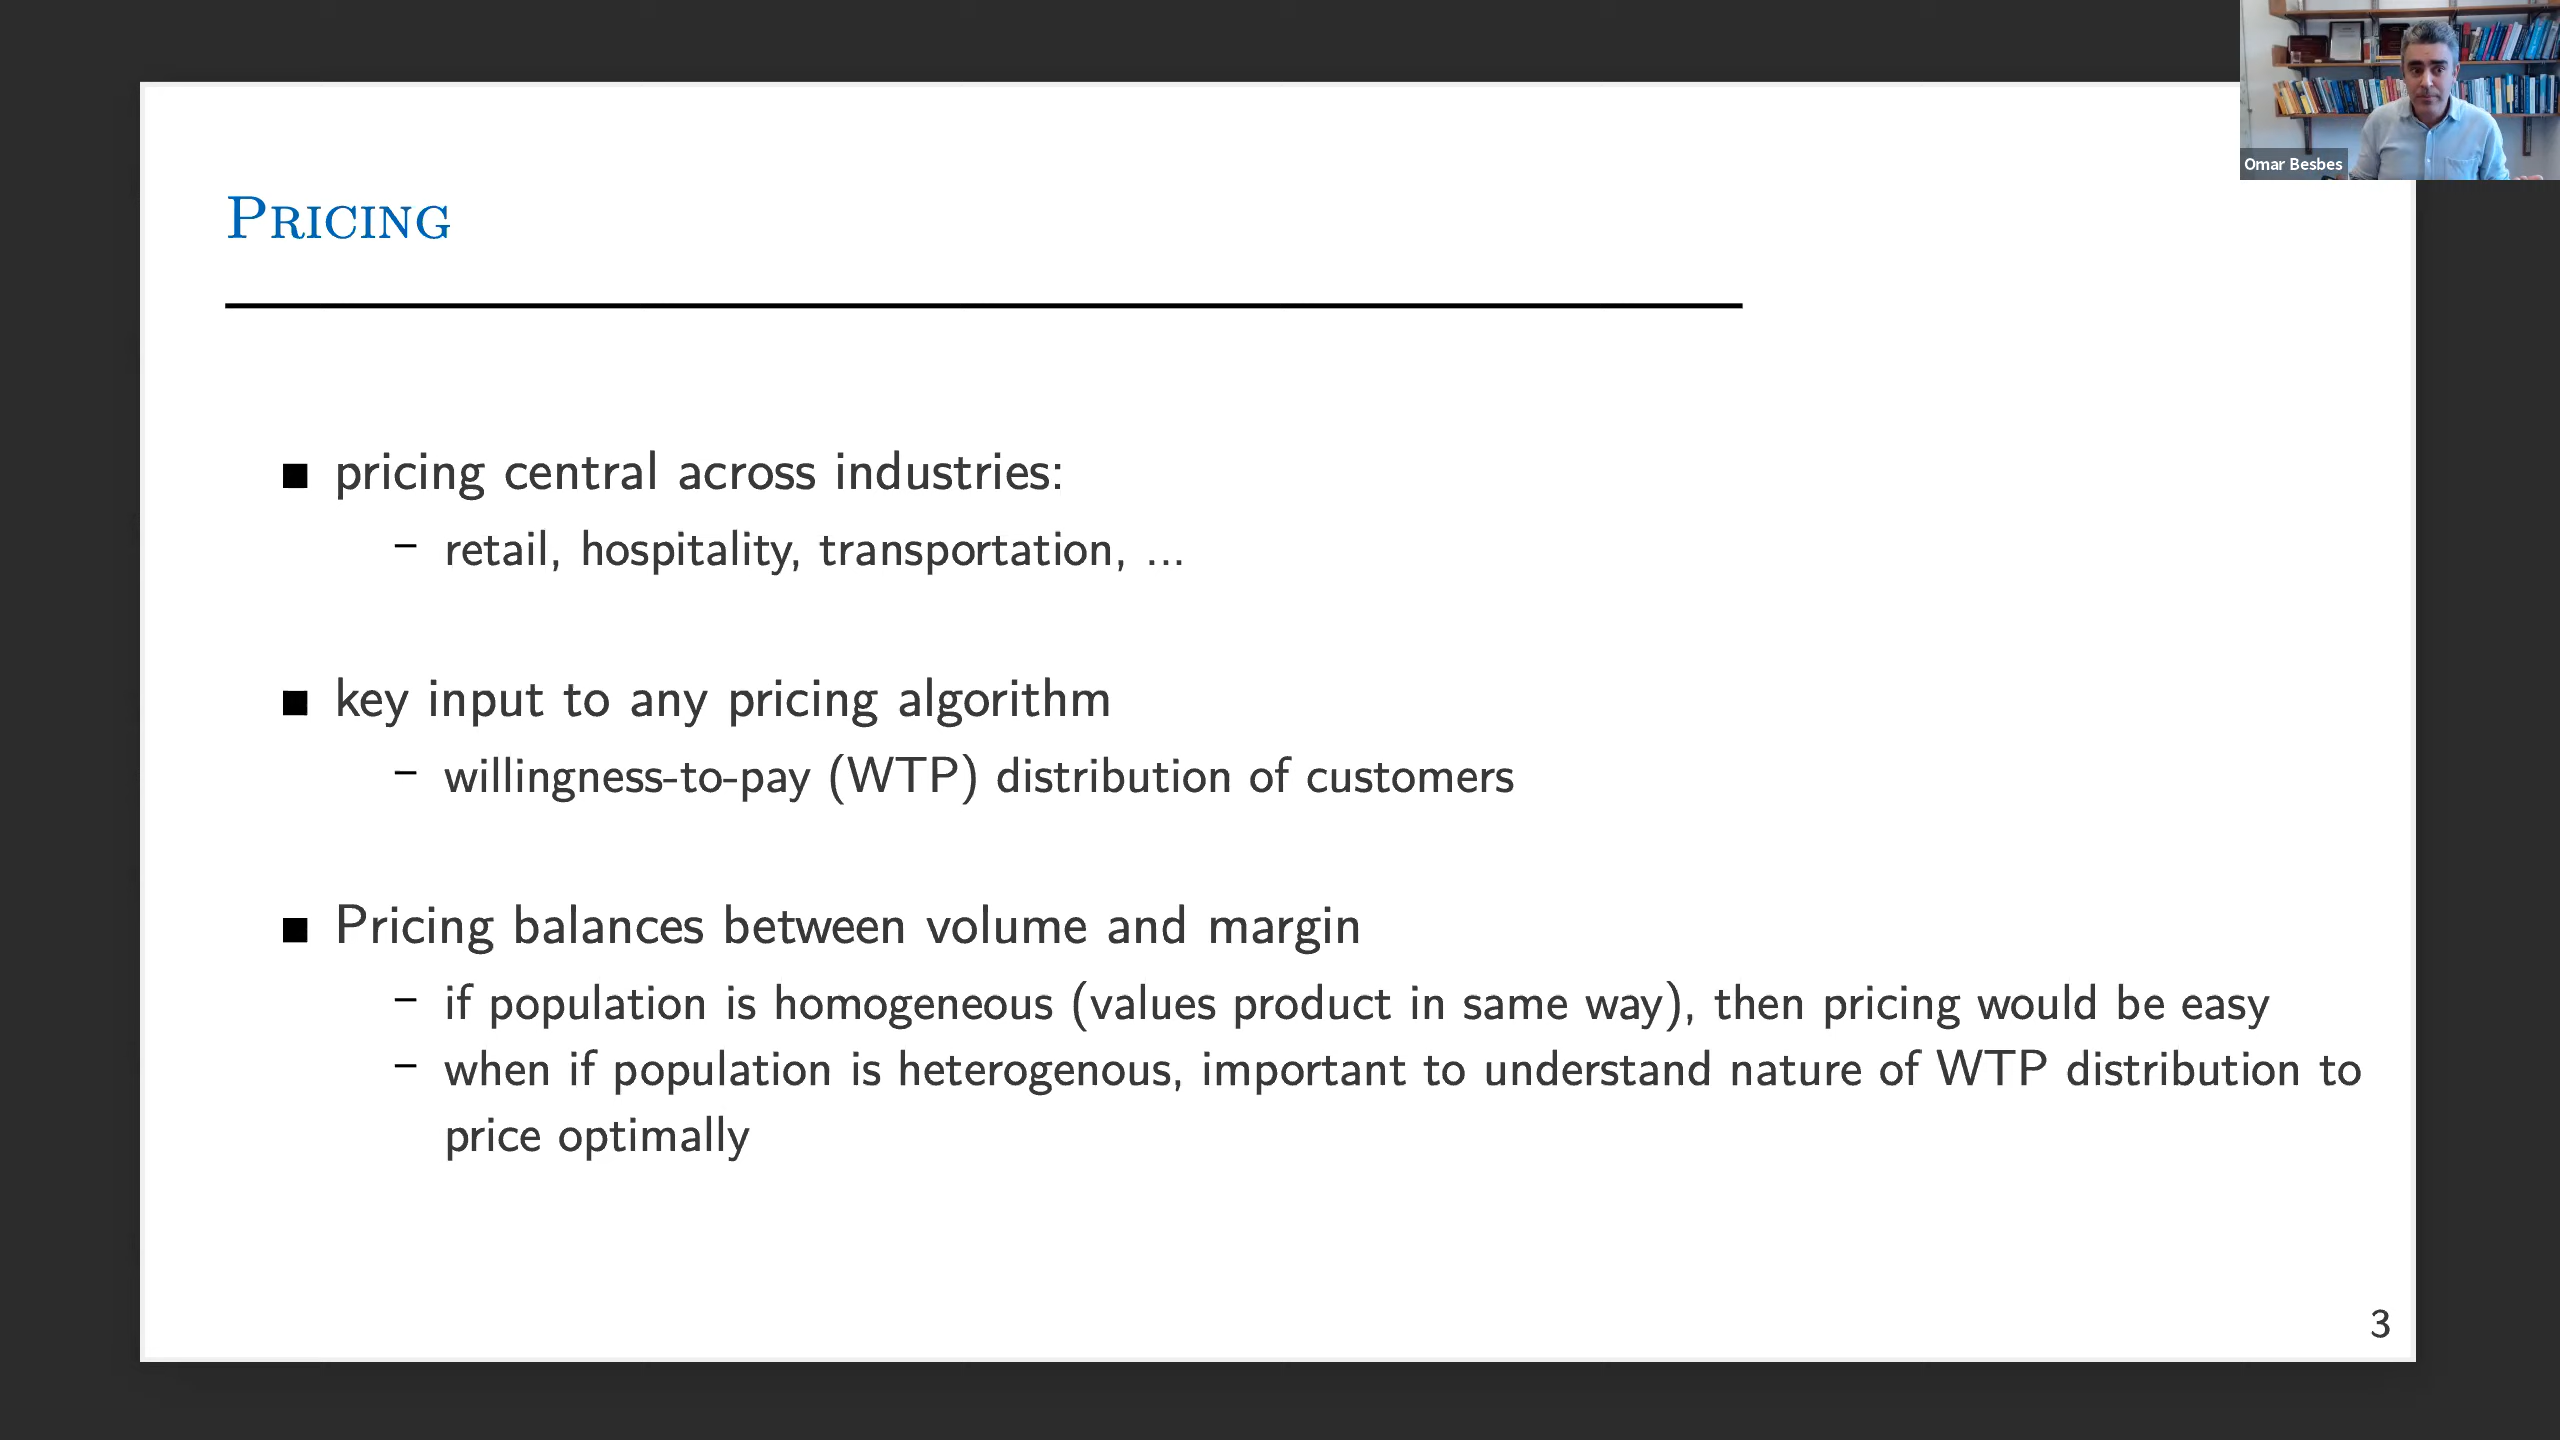 Omar Besbes
PRICING
■ pricing central across industries:
– retail, hospitality, transportation, ...
■ key input to any pricing algorithm
– willingness-to-pay (WTP) distribution of customers
■ Pricing balances between volume and margin
– if population is homogeneous (values product in same way), then pricing would be easy
– when if population is heterogenous, important to understand nature of WTP distribution to
price optimally
3